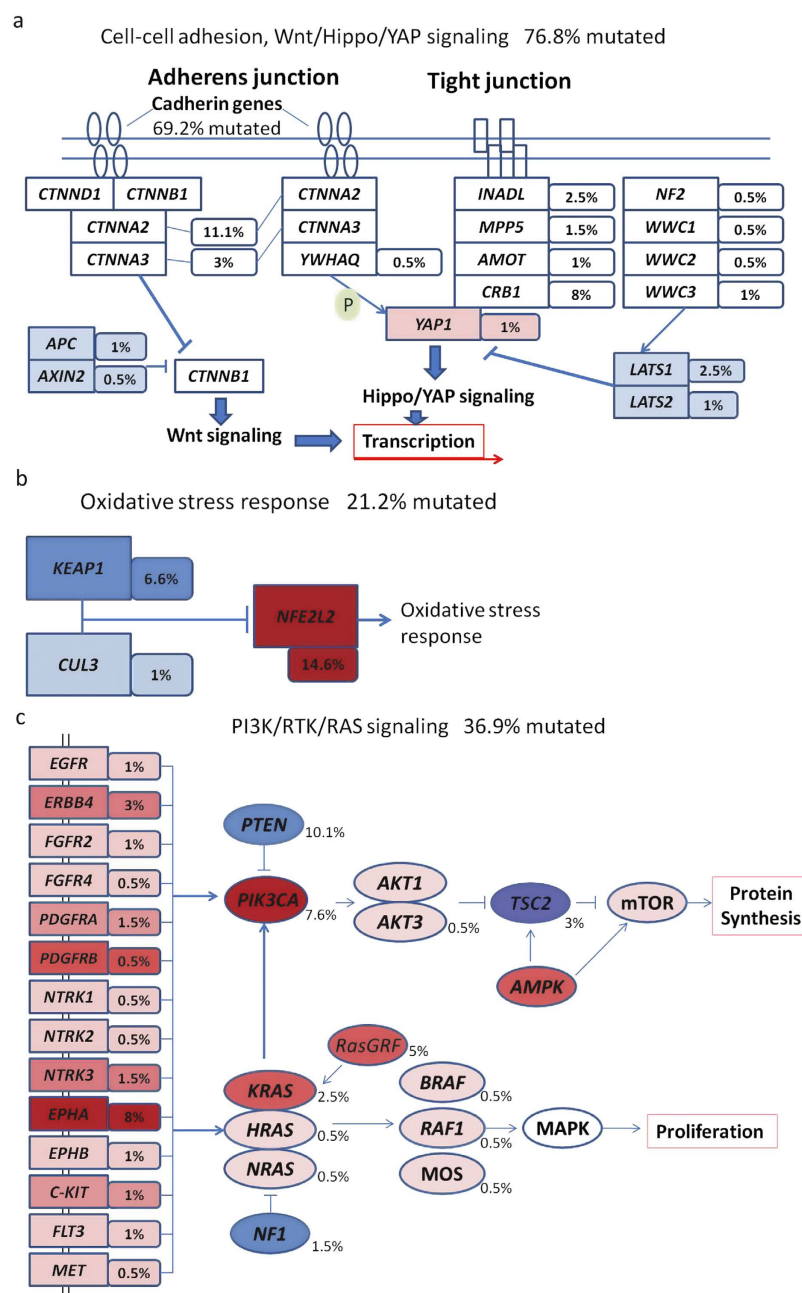 a
Cell-cell adhesion, Wnt/Hippo/YAP signaling 76.8% mutated
Adherens junction
Tight junction
Cadherin genes
69.2% mutated
CTNND1 CTNNB1
CTNNA2
CTNNA3
11.1%
3%
CTNNA2
CTNNA3
YWHAQ 0.5%
P
INADL 2.5%
MPP5 1.5%
AMOT 1%
CRB1 8%
YAP1 1%
NF2 0.5%
WWC1 0.5%
WWC2 0.5%
WWC3 1%
APC 1%
AXIN2 0.5%
CTNNB1
LATS1 2.5%
LATS2 1%
Hippo/YAP signaling
Wnt signaling
Transcription
b
Oxidative stress response 21.2% mutated
KEAP1 6.6%
CUL3 1%
NFE2L2
14.6%
Oxidative stress
response
c
PI3K/RTK/RAS signaling 36.9% mutated
EGFR 1%
ERBB4 3%
FGFR2 1%
FGFR4 0.5%
PDGFRA 1.5%
PDGFRB 0.5%
NTRK1 0.5%
NTRK2 0.5%
NTRK3 1.5%
EPHA 8%
EPHB 1%
C-KIT 1%
FLT3 1%
MET 0.5%
PTEN 10.1%
PIK3CA 7.6%
AKT1
AKT3 0.5%
TSC2 3%
mTOR
Protein
Synthesis
AMPK
RasGRF 5%
KRAS 2.5%
HRAS 0.5%
NRAS 0.5%
NF1 1.5%
BRAF 0.5%
RAF1 0.5%
MOS 0.5%
MAPK
Proliferation